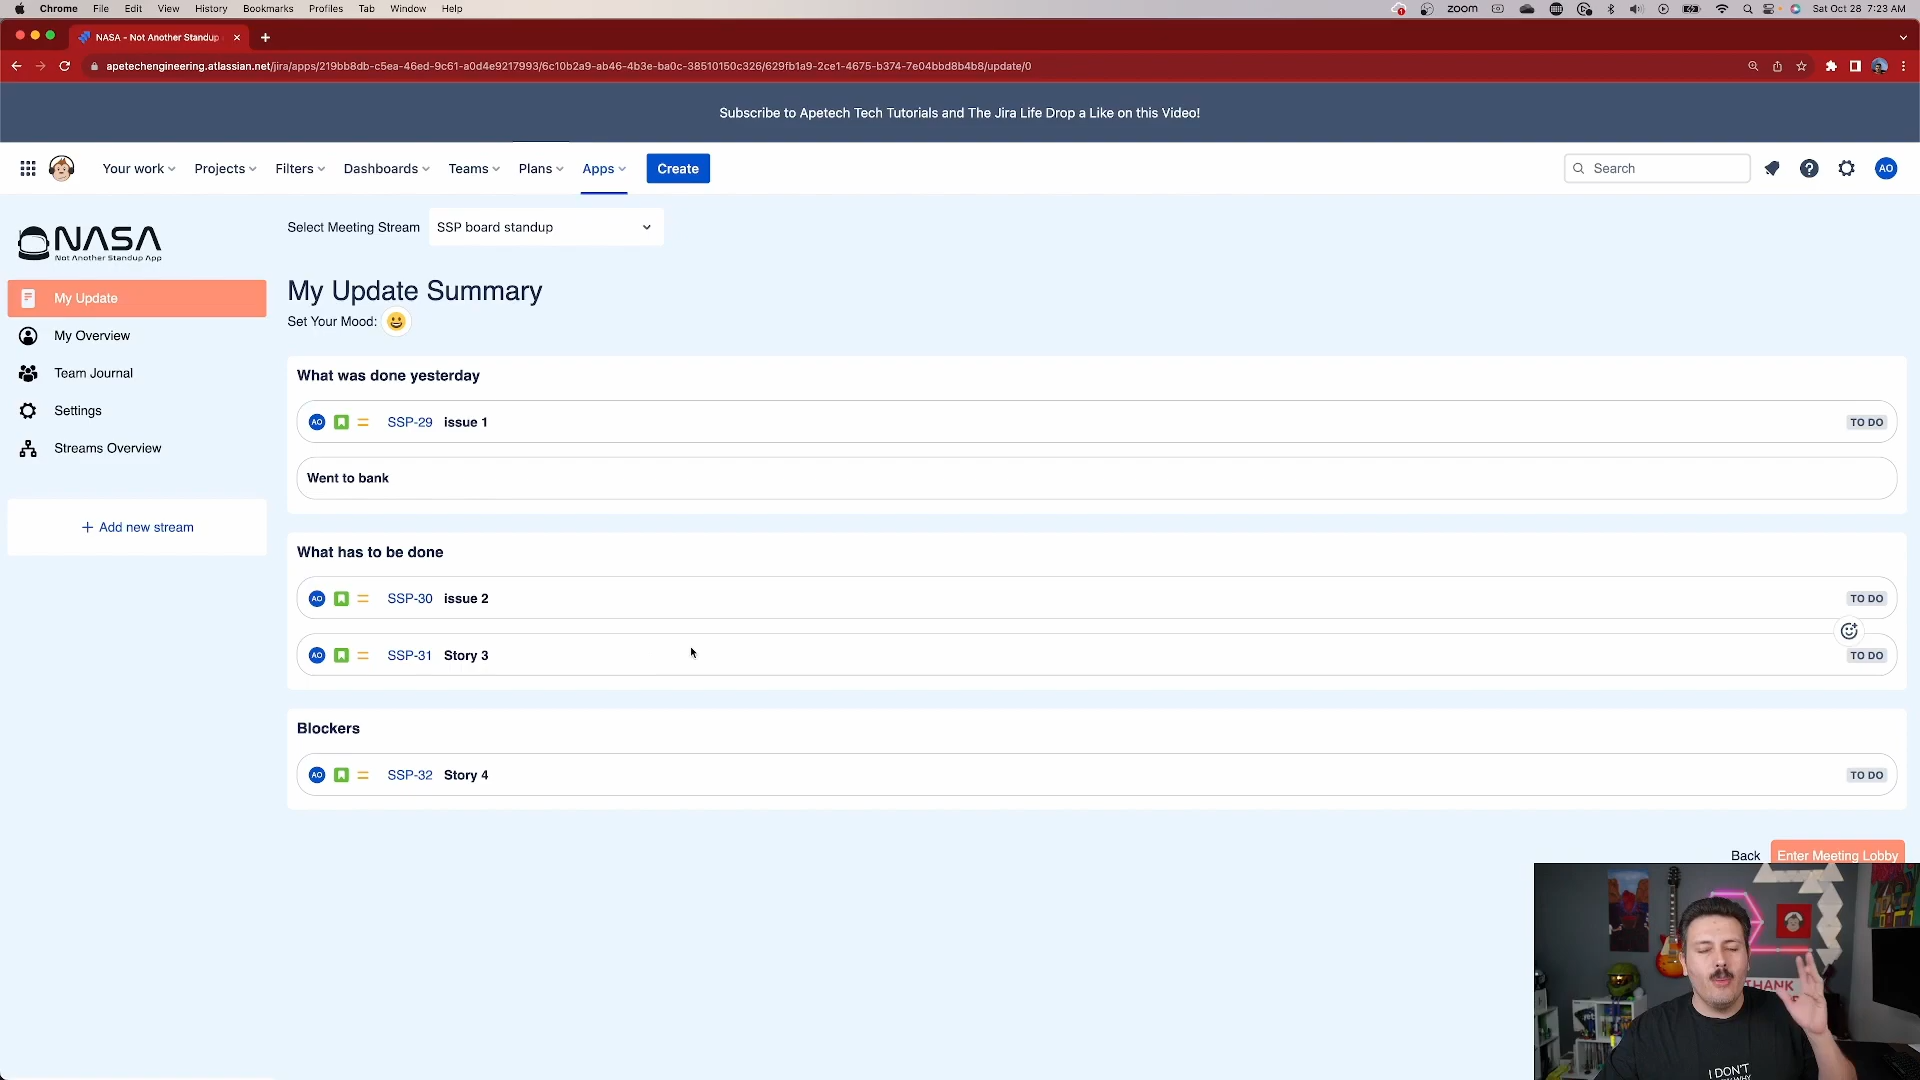 Chrome File Edit View History Bookmarks Profiles Tab Window Help
zoom Sat Oct 28 7:23 AM
NASA - Not Another Standup
apetechengineering.atlassian.net/jira/apps/219bb8db-c5ea-46ed-9c61-a0d4e9217993/6c10b2a9-ab46-4b3e-ba0c-38510150c326/629fb1a9-2ce1-4675-b374-7e04bbd8b4b8/update/0
Subscribe to Apetech Tech Tutorials and The Jira Life Drop a Like on this Video!
Your work Projects Filters Dashboards Teams Plans Apps Create Search AO
NASA
Not Another Standup App
My Update
My Overview
Team Journal
Settings
Streams Overview
+ Add new stream
Select Meeting Stream SSP board standup
My Update Summary
Set Your Mood:
What was done yesterday
AO SSP-29 issue 1 TO DO
Went to bank
What has to be done
AO SSP-30 issue 2 TO DO
AO SSP-31 Story 3 TO DO
Blockers
AO SSP-32 Story 4 TO DO
Back Enter Meeting Lobby
THANK
I DON'T